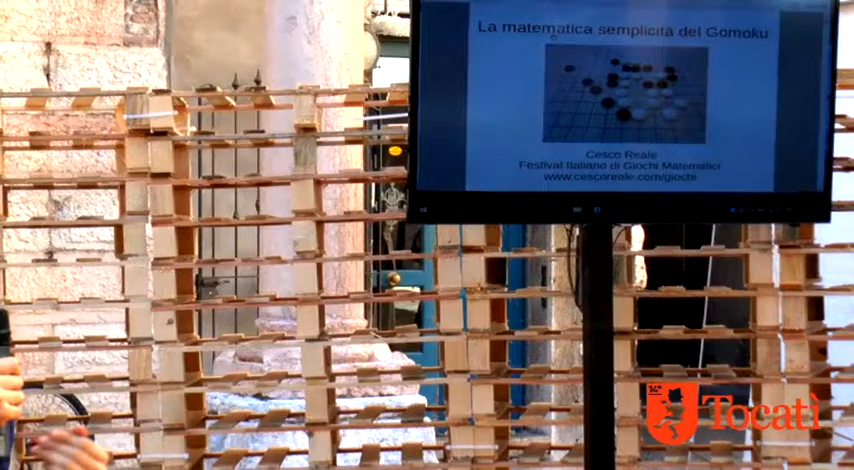 La matematica semplicità del Gomoku
Cesco Reale
Festival Italiano di Giochi Matematici
www.cescoreale.com/giochi
14°
Tocatì